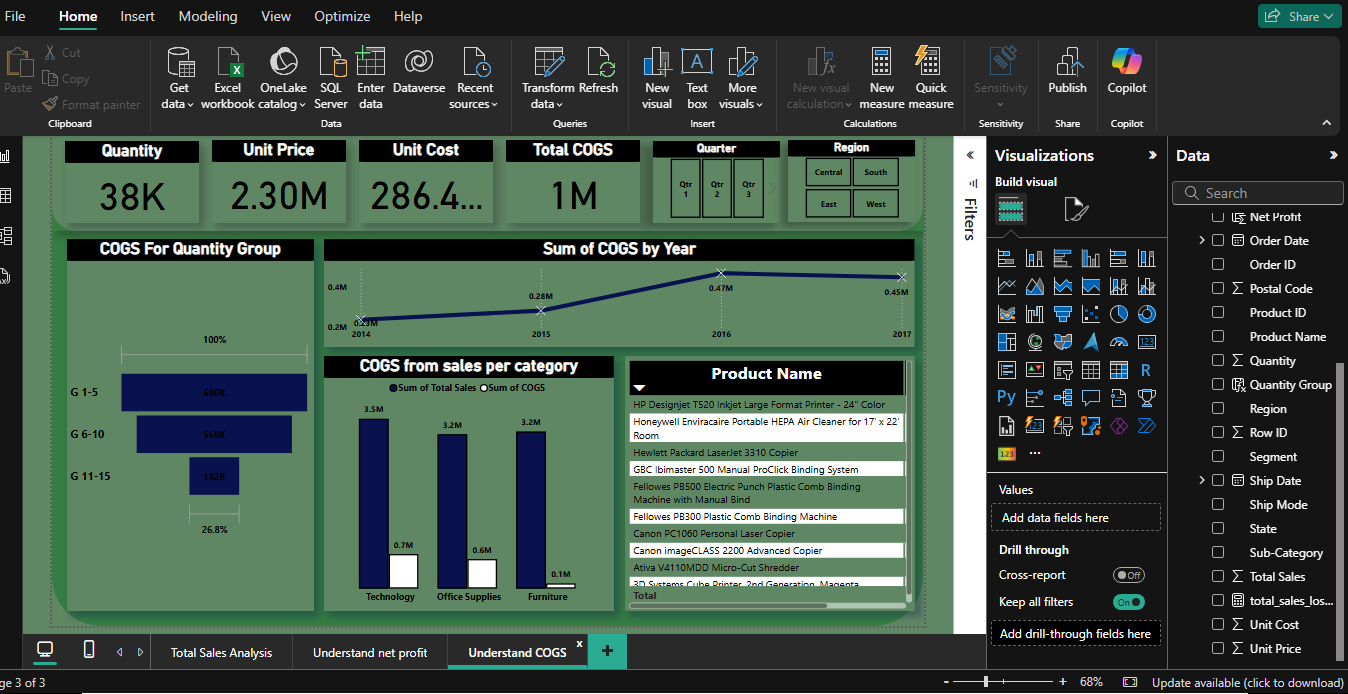 File Home Insert Modeling View Optimize Help Share
Paste
Cut
Copy
Format painter
Clipboard
Get data
Excel workbook
OneLake catalog
SQL Server
Enter data
Dataverse
Recent sources
Data
Transform data
Refresh
Queries
New visual
Text box
More visuals
Insert
New visual calculation
New measure
Quick measure
Calculations
Sensitivity
Sensitivity
Publish
Share
Copilot
Copilot
Quantity
38K
Unit Price
2.30M
Unit Cost
286.4...
Total COGS
1M
Quarter
Qtr 1
Qtr 2
Qtr 3
Region
Central South
East West
COGS For Quantity Group
100%
G 1-5 680K
G 6-10 568K
G 11-15 182K
26.8%
Sum of COGS by Year
0.4M
0.2M
0.23M
0.28M
0.47M
0.45M
2014 2015 2016 2017
COGS from sales per category
Sum of Total Sales Sum of COGS
3.5M
0.7M
3.2M
0.6M
3.2M
0.1M
Technology Office Supplies Furniture
Product Name
HP Designjet T520 Inkjet Large Format Printer - 24" Color
Honeywell Enviracaire Portable HEPA Air Cleaner for 17' x 22'
Room
Hewlett Packard LaserJet 3310 Copier
GBC Ibimaster 500 Manual ProClick Binding System
Fellowes PB500 Electric Punch Plastic Comb Binding
Machine with Manual Bind
Fellowes PB300 Plastic Comb Binding Machine
Canon PC1060 Personal Laser Copier
Canon imageCLASS 2200 Advanced Copier
Ativa V4110MDD Micro-Cut Shredder
3D Systems Cube Printer, 2nd Generation, Magenta
Total
Filters
Visualizations
Build visual
123
R
Py
123
Values
Add data fields here
Drill through
Cross-report Off
Keep all filters On
Add drill-through fields here
Data
Search
Net Profit
Order Date
Order ID
Postal Code
Product ID
Product Name
Quantity
Quantity Group
Region
Row ID
Segment
Ship Date
Ship Mode
State
Sub-Category
Total Sales
total_sales_los...
Unit Cost
Unit Price
Total Sales Analysis
Understand net profit
Understand COGS x
+
ge 3 of 3
- + 68%
Update available (click to download)